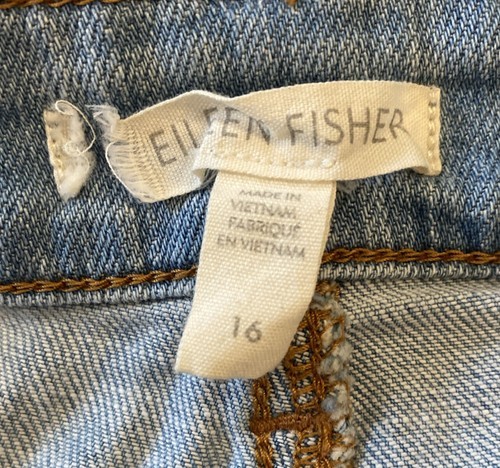 EILEEN FISHER
MADE IN
VIETNAM
FABRIQUÉ
EN VIETNAM
16